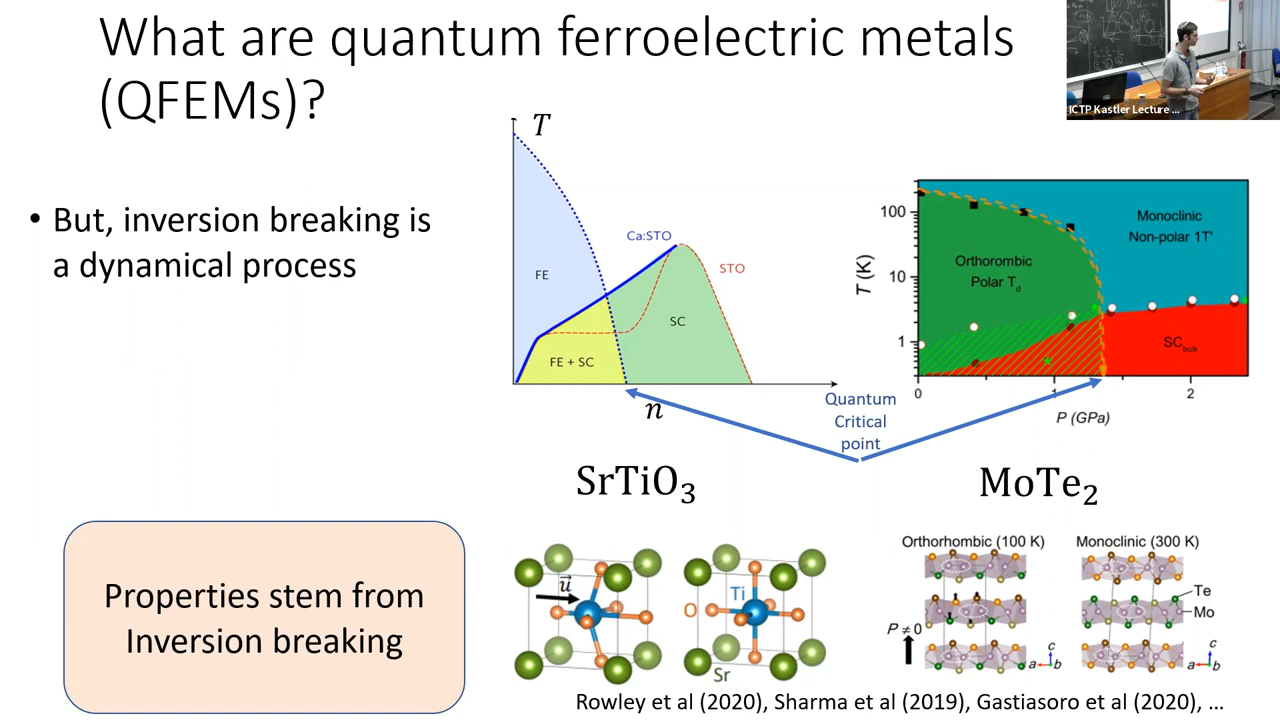 What are quantum ferroelectric metals
(QFEMs)?
ICTP Kastler Lecture ...
• But, inversion breaking is
a dynamical process
T
Ca:STO
FE
STO
SC
FE + SC
n
100
10
1
T (K)
Monoclinic
Non-polar 1T'
Orthorombic
Polar Td
SCbulk
0
1
2
P (GPa)
Quantum
Critical
point
SrTiO₃
MoTe₂
Properties stem from
Inversion breaking
u⃗
Ti
O
Sr
Orthorhombic (100 K)
Monoclinic (300 K)
Te
Mo
P ≠ 0
c
a
b
c
a
b
Rowley et al (2020), Sharma et al (2019), Gastiasoro et al (2020), ...